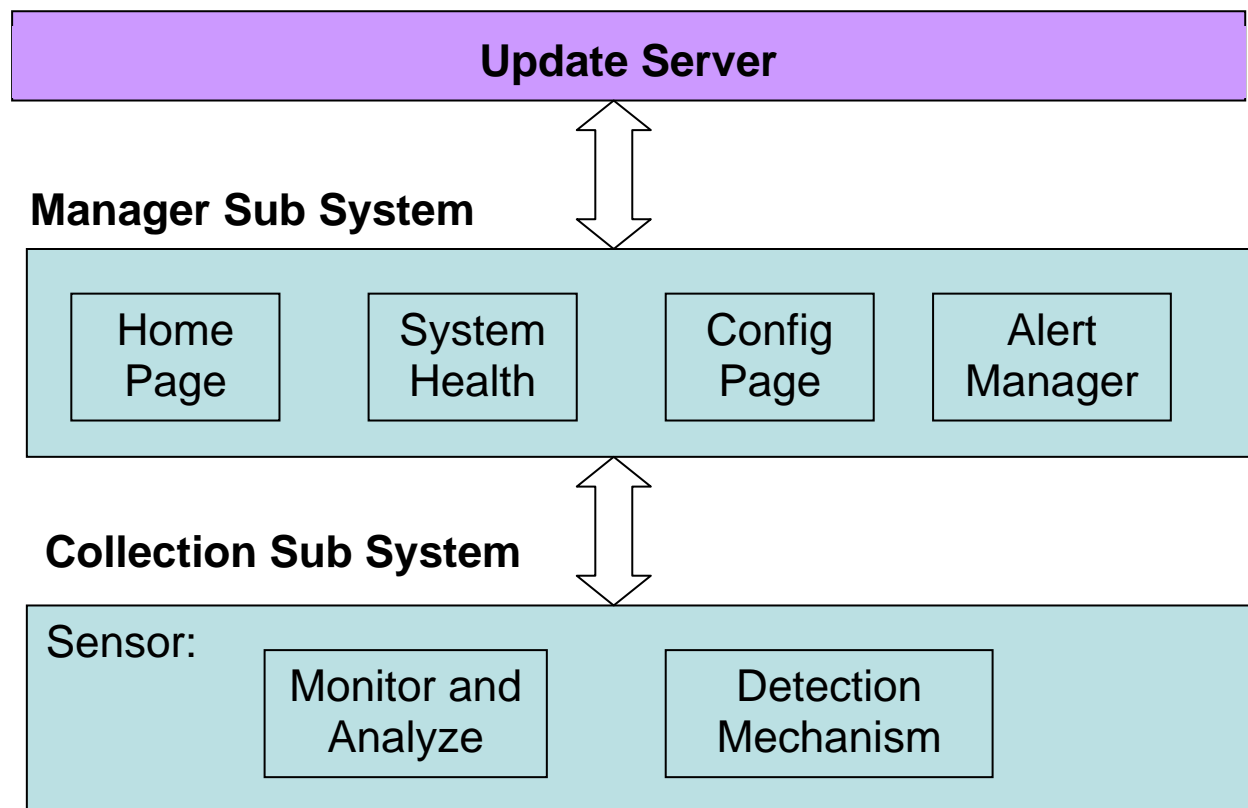 Update Server
Manager Sub System
Home
Page
System
Health
Config
Page
Alert
Manager
Collection Sub System
Sensor:
Monitor and
Analyze
Detection
Mechanism